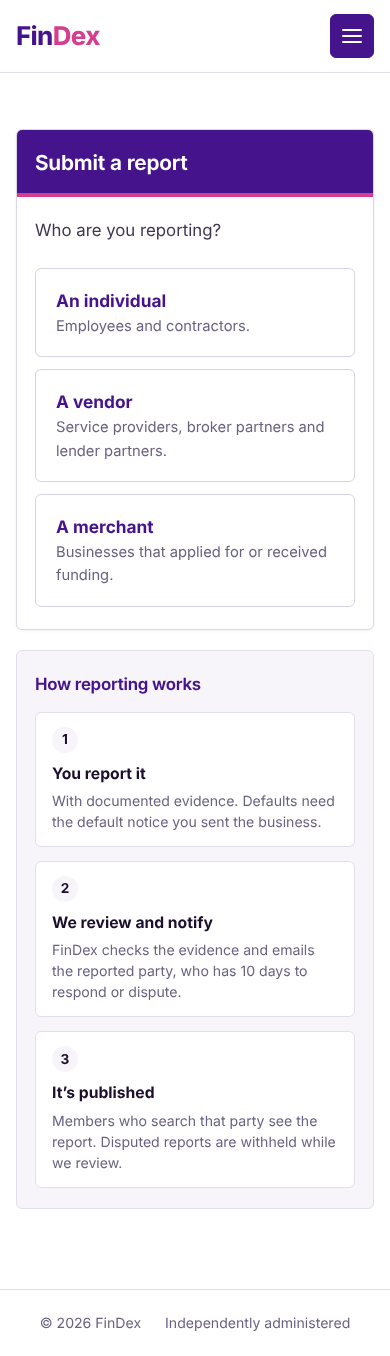 FinDex
Submit a report
Who are you reporting?
An individual
Employees and contractors.
A vendor
Service providers, broker partners and
lender partners.
A merchant
Businesses that applied for or received
funding.
How reporting works
1
You report it
With documented evidence. Defaults need
the default notice you sent the business.
2
We review and notify
FinDex checks the evidence and emails
the reported party, who has 10 days to
respond or dispute.
3
It’s published
Members who search that party see the
report. Disputed reports are withheld while
we review.
© 2026 FinDex Independently administered